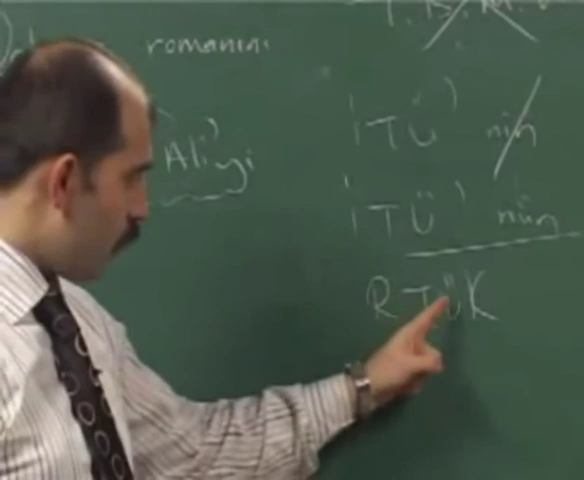 romanını
T.B.M.
Ali'yi
İTÜ' nin
İTÜ' nün
RTÜK